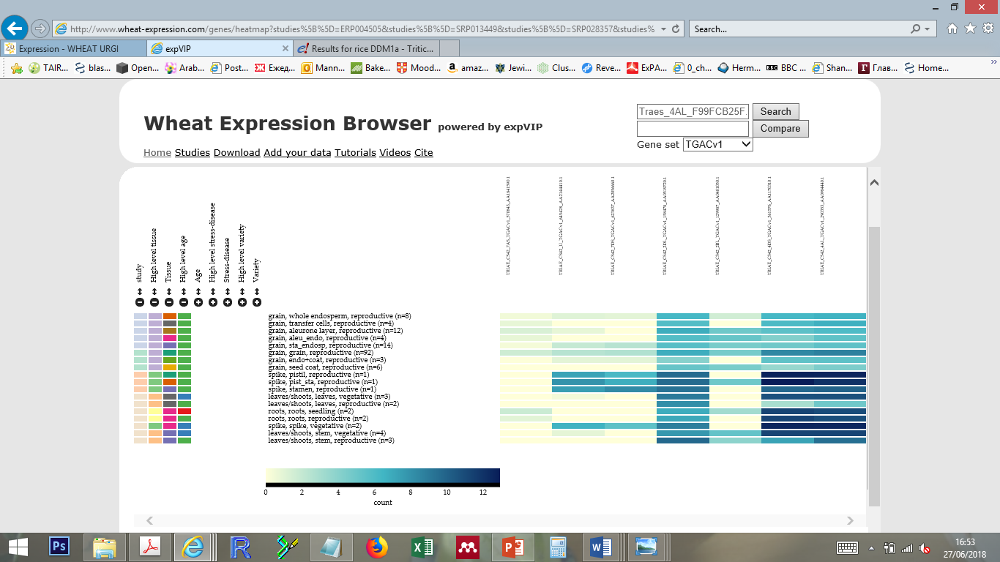 http://www.wheat-expression.com/genes/heatmap?studies%5B%5D=ERP004505&studies%5B%5D=SRP013449&studies%5B%5D=SRP028357&studies%
Search...
Expression - WHEAT URGI
expVIP
Results for rice DDM1a - Tritic...
TAIR...
blas...
Open...
Arab...
Post...
Ежед...
Mann...
Bake...
Mood...
amaz...
Jewi...
Clus...
Reve...
ExPA...
0_ch...
Herm...
BBC ...
Shan...
Глав...
Home...
Wheat Expression Browser powered by expVIP
Traes_4AL_F99FCB25F
Search
Compare
Gene set TGACv1
Home Studies Download Add your data Tutorials Videos Cite
study
High level tissue
Tissue
High level age
Age
High level stress-disease
Stress-disease
High level variety
Variety
grain, whole endosperm, reproductive (n=8)
grain, transfer cells, reproductive (n=4)
grain, aleurone layer, reproductive (n=12)
grain, aleu_endo, reproductive (n=4)
grain, sta_endosp, reproductive (n=14)
grain, grain, reproductive (n=92)
grain, endo+coat, reproductive (n=3)
grain, seed coat, reproductive (n=6)
spike, pistil, reproductive (n=1)
spike, pist_sta, reproductive (n=1)
spike, stamen, reproductive (n=1)
leaves/shoots, leaves, vegetative (n=3)
leaves/shoots, leaves, reproductive (n=2)
roots, roots, seedling (n=2)
roots, roots, reproductive (n=2)
spike, spike, vegetative (n=2)
leaves/shoots, stem, vegetative (n=4)
leaves/shoots, stem, reproductive (n=3)
0 2 4 6 8 10 12
count
16:53
27/06/2018